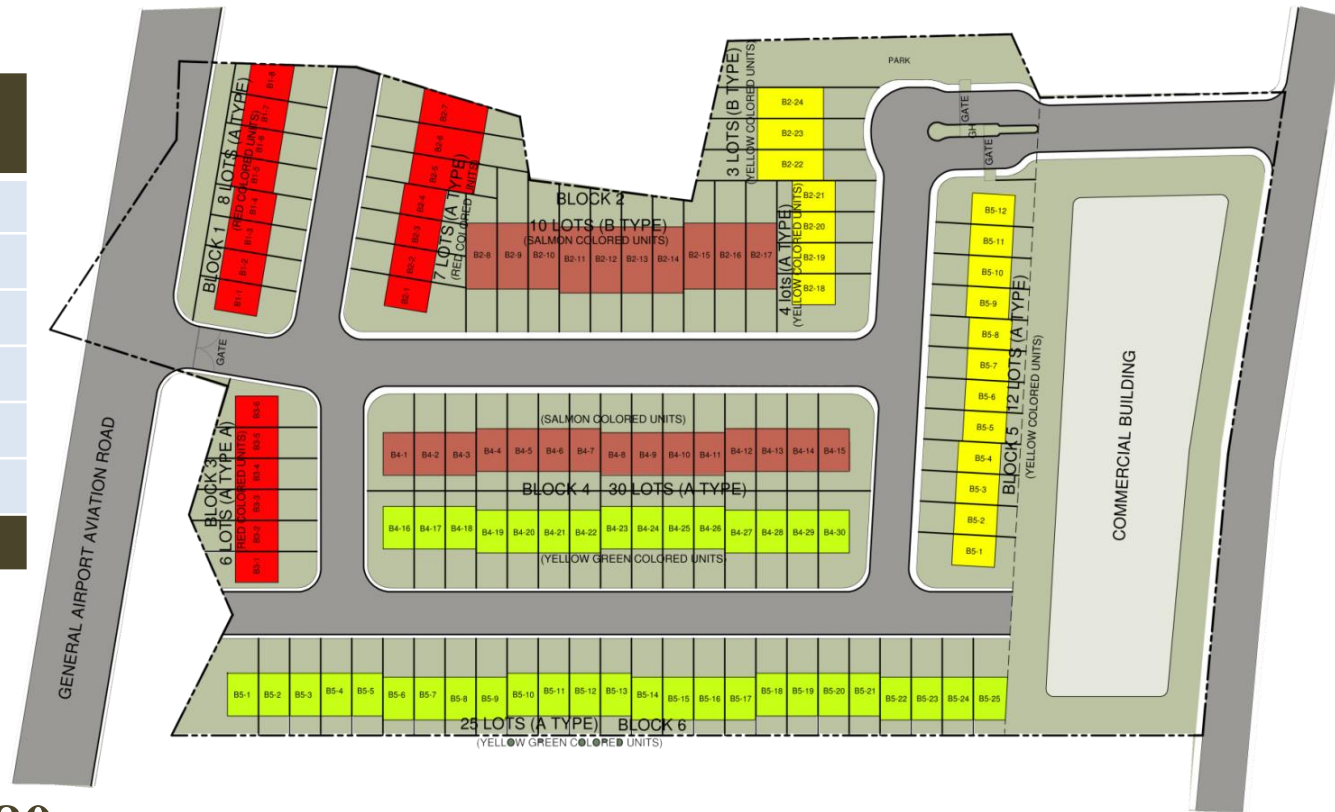 PARK
GATE
GH
GATE
BLOCK 1 8 LOTS (A TYPE)
(RED COLORED UNITS)
B1-8
B1-7
B1-6
B1-5
B1-4
B1-3
B1-2
B1-1
B2-7
B2-6
B2-5
B2-4
B2-3
B2-2
B2-1
7 LOTS (A TYPE)
(RED COLORED UNITS)
3 LOTS (B TYPE)
(YELLOW COLORED UNITS)
B2-24
B2-23
B2-22
B2-21
B2-20
B2-19
B2-18
4 lots (A TYPE)
(YELLOW COLORED UNITS)
BLOCK 2
10 LOTS (B TYPE)
(SALMON COLORED UNITS)
B2-8 B2-9 B2-10 B2-11 B2-12 B2-13 B2-14 B2-15 B2-16 B2-17
GATE
B5-12
B5-11
B5-10
B5-9
B5-8
B5-7
B5-6
B5-5
B5-4
B5-3
B5-2
B5-1
BLOCK 5 12 LOTS (A TYPE)
(YELLOW COLORED UNITS)
COMMERCIAL BUILDING
GENERAL AIRPORT AVIATION ROAD
BLOCK 3
6 LOTS (A TYPE A)
(RED COLORED UNITS)
B3-6
B3-5
B3-4
B3-3
B3-2
B3-1
(SALMON COLORED UNITS)
B4-1 B4-2 B4-3 B4-4 B4-5 B4-6 B4-7 B4-8 B4-9 B4-10 B4-11 B4-12 B4-13 B4-14 B4-15
BLOCK 4 30 LOTS (A TYPE)
B4-16 B4-17 B4-18 B4-19 B4-20 B4-21 B4-22 B4-23 B4-24 B4-25 B4-26 B4-27 B4-28 B4-29 B4-30
(YELLOW GREEN COLORED UNITS)
B5-1 B5-2 B5-3 B5-4 B5-5 B5-6 B5-7 B5-8 B5-9 B5-10 B5-11 B5-12 B5-13 B5-14 B5-15 B5-16 B5-17 B5-18 B5-19 B5-20 B5-21 B5-22 B5-23 B5-24 B5-25
25 LOTS (A TYPE) BLOCK 6
(YELLOW GREEN COLORED UNITS)